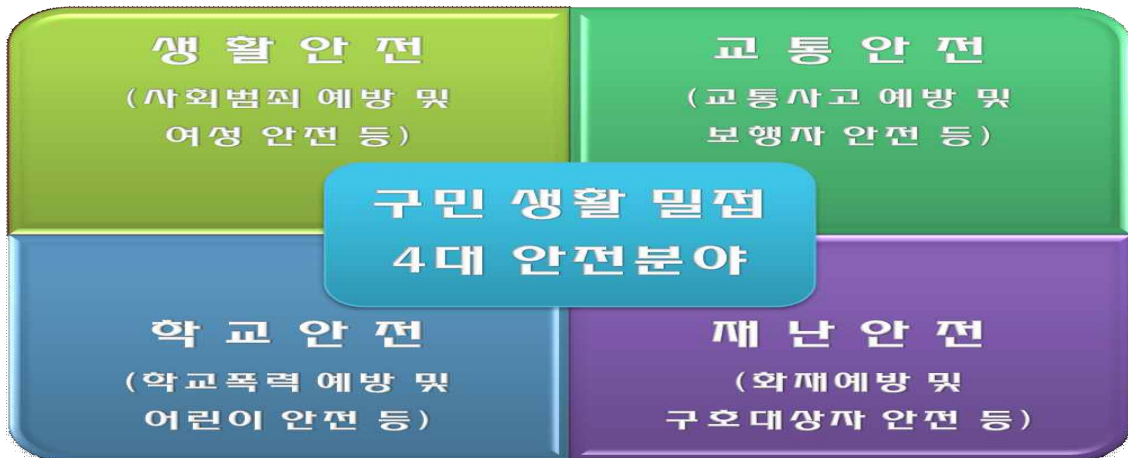 생 활 안 전
(사회범죄 예방 및
여성 안전 등)
교 통 안 전
(교통사고 예방 및
보행자 안전 등)
구민 생활 밀접
4대 안전분야
학 교 안 전
(학교폭력 예방 및
어린이 안전 등)
재 난 안 전
(화재예방 및
구호대상자 안전 등)